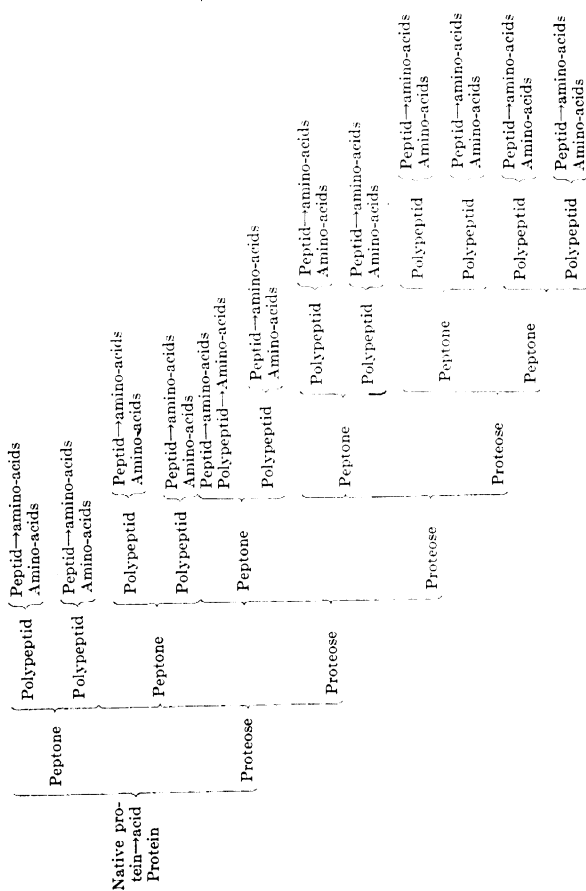 Peptid→amino-acids
Polypeptid
Amino-acids
Peptone
Peptid→amino-acids
Polypeptid
Amino-acids
Native pro-
tein→acid
Protein
Peptid→amino-acids
Polypeptid
Amino-acids
Peptone
Peptid→amino-acids
Polypeptid
Amino-acids
Peptid→amino-acids
Polypeptid→Amino-acids
Peptone
Proteose
Peptid→amino-acids
Polypeptid
Amino-acids
Peptid→amino-acids
Polypeptid
Amino-acids
Proteose
Peptone
Peptid→amino-acids
Polypeptid
Amino-acids
Peptid→amino-acids
Polypeptid
Amino-acids
Proteose
Peptone
Peptid→amino-acids
Polypeptid
Amino-acids
Proteose
Peptid→amino-acids
Polypeptid
Amino-acids
Peptone
Peptid→amino-acids
Polypeptid
Amino-acids